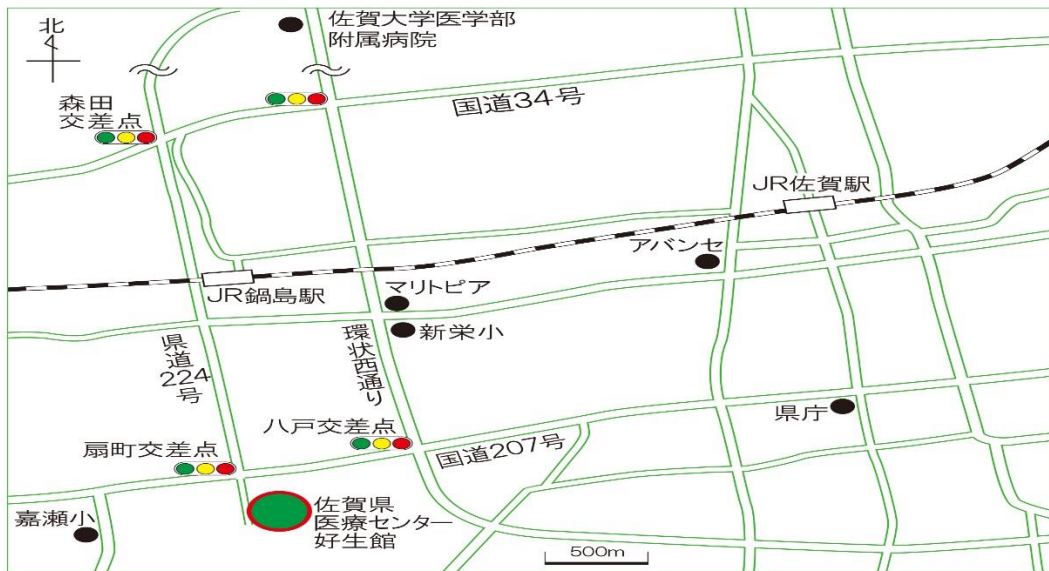 北
佐賀大学医学部
附属病院
森田
交差点
国道34号
JR佐賀駅
アバンセ
JR鍋島駅
マリトピア
新栄小
県道224号
環状西通り
県庁
八戸交差点
国道207号
扇町交差点
嘉瀬小
佐賀県
医療センター
好生館
500m